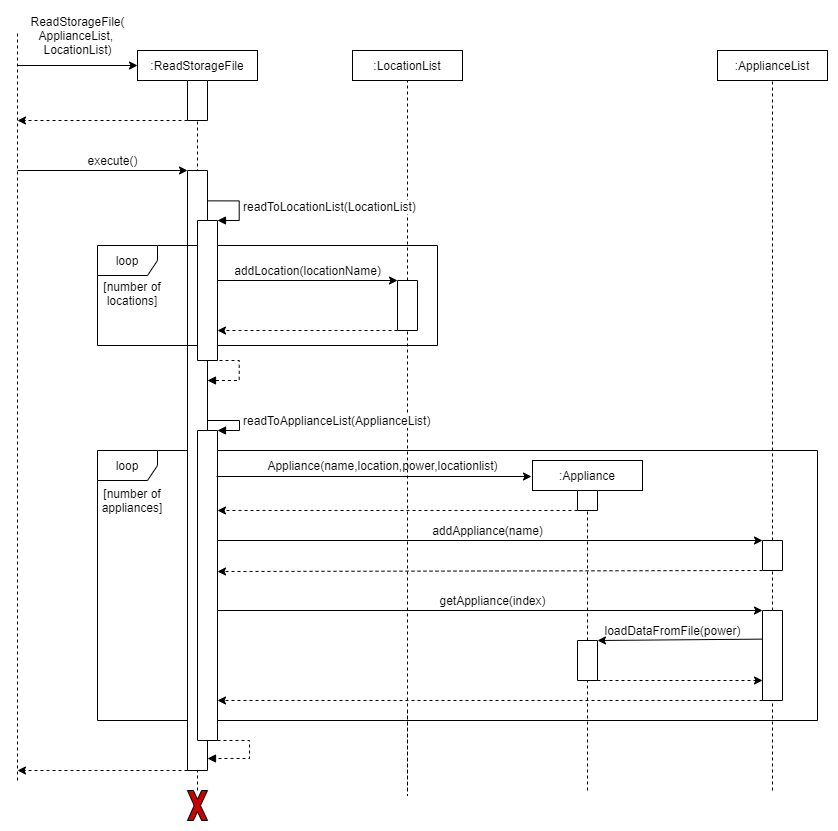 ReadStorageFile(
ApplianceList,
LocationList)
:ReadStorageFile
:LocationList
:ApplianceList
execute()
readToLocationList(LocationList)
loop
addLocation(locationName)
[number of
locations]
readToApplianceList(ApplianceList)
loop
Appliance(name,location,power,locationlist)
:Appliance
[number of
appliances]
addAppliance(name)
getAppliance(index)
loadDataFromFile(power)
X